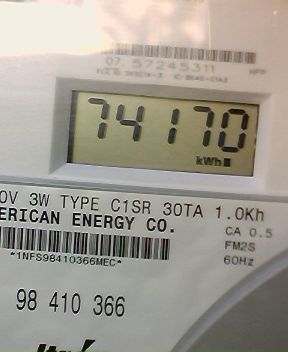 07 57245311
74170
kWh
0V 3W TYPE C1SR 30TA 1.0Kh
ERICAN ENERGY CO.
CA 0.5
FM2S
*1NFS98410366MEC*
60Hz
98 410 366